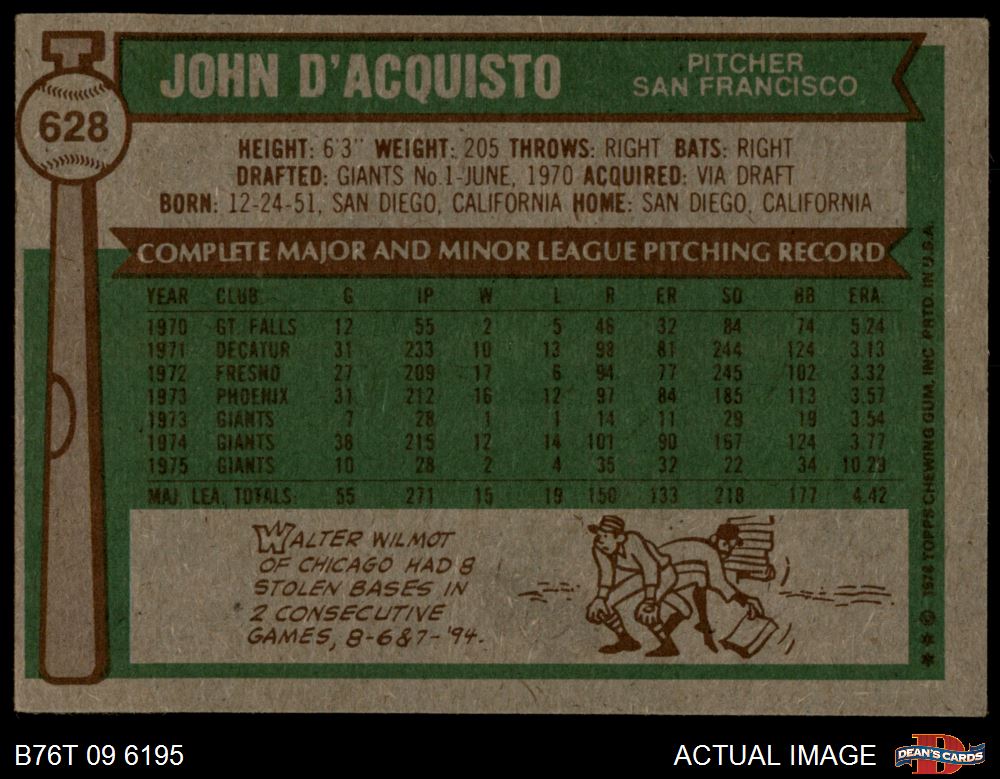 628
JOHN D'ACQUISTO
PITCHER
SAN FRANCISCO
HEIGHT: 6'3" WEIGHT: 205 THROWS: RIGHT BATS: RIGHT
DRAFTED: GIANTS No.1-JUNE, 1970 ACQUIRED: VIA DRAFT
BORN: 12-24-51, SAN DIEGO, CALIFORNIA HOME: SAN DIEGO, CALIFORNIA
COMPLETE MAJOR AND MINOR LEAGUE PITCHING RECORD
YEAR CLUB G IP W L R ER SO BB ERA
1970 GT. FALLS 12 55 2 5 46 32 84 74 5.24
1971 DECATUR 31 233 10 13 98 81 244 124 3.13
1972 FRESNO 27 209 17 6 94 77 245 102 3.32
1973 PHOENIX 31 212 16 12 97 84 185 113 3.57
1973 GIANTS 7 28 1 1 14 11 29 19 3.54
1974 GIANTS 38 215 12 14 101 90 167 124 3.77
1975 GIANTS 10 28 2 4 35 32 22 34 10.29
MAJ. LEA. TOTALS 55 271 15 19 150 133 218 177 4.42
WALTER WILMOT
OF CHICAGO HAD 8
STOLEN BASES IN
2 CONSECUTIVE
GAMES, 8-6&7-'94.
** © 1976 TOPPS CHEWING GUM, INC. PRTD. IN U.S.A.
B76T 09 6195
ACTUAL IMAGE
DEAN'S CARDS